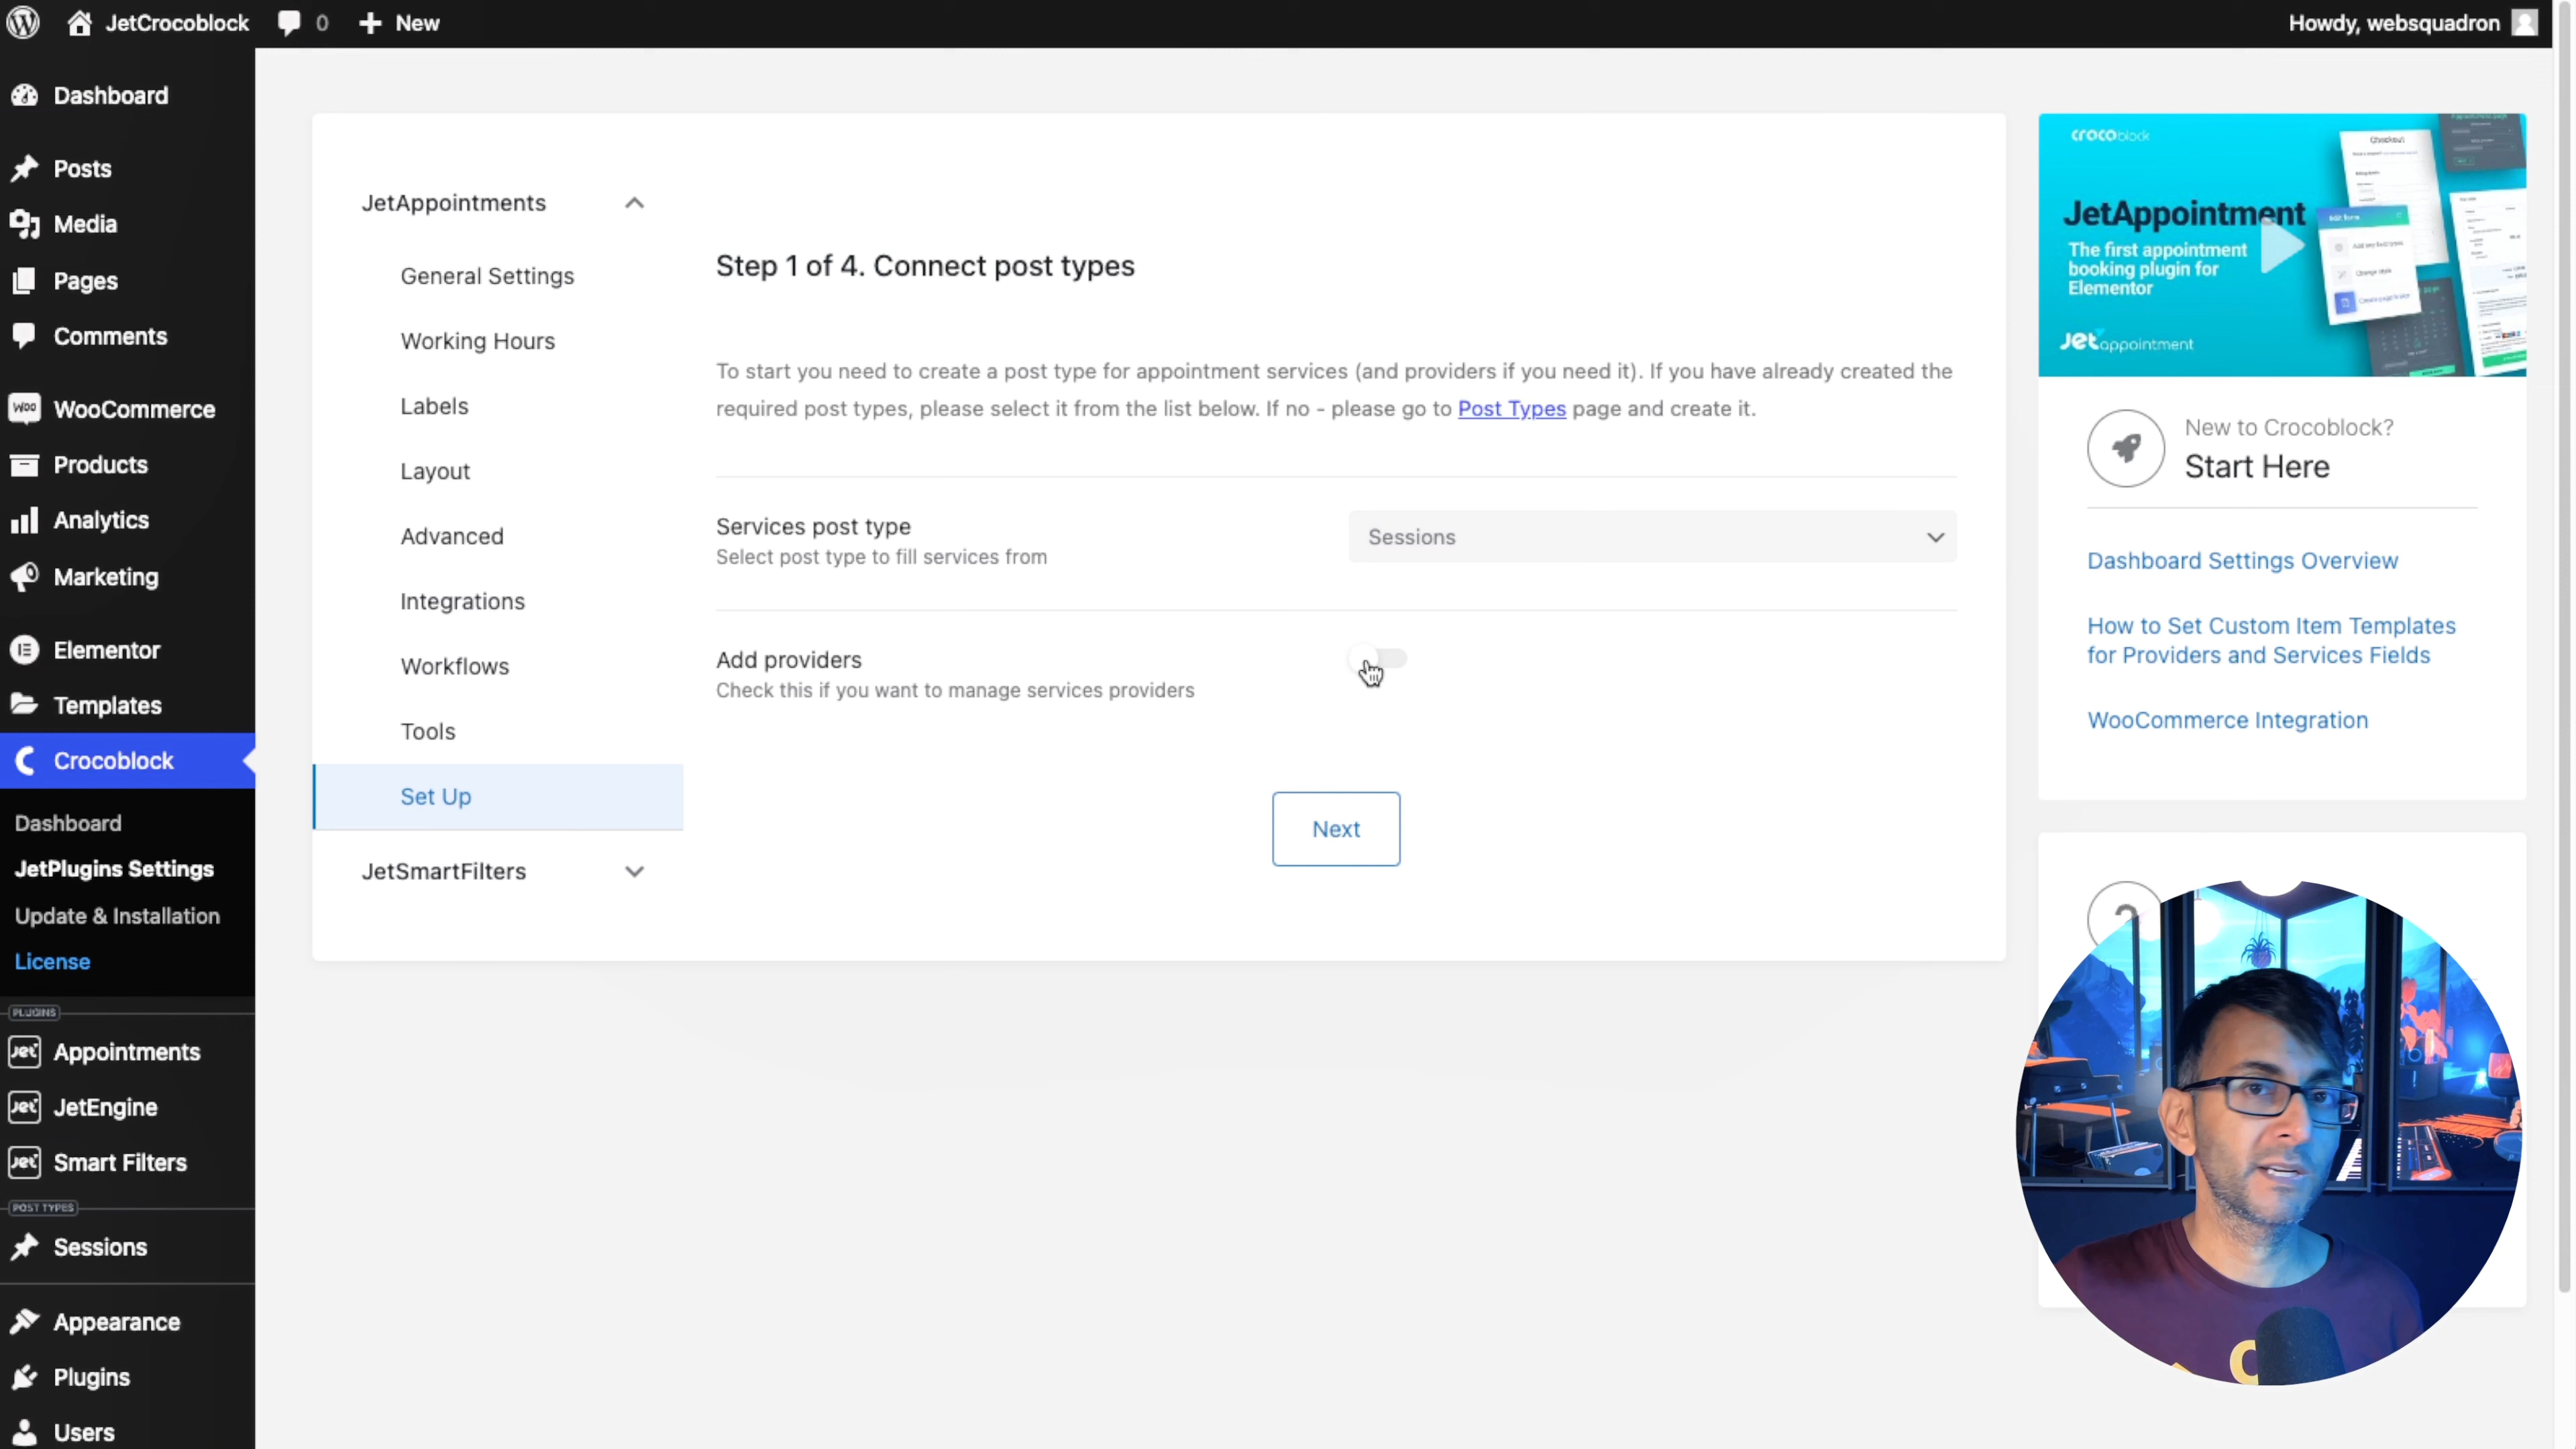 JetCrocoblock
0
New
Howdy, websquadron
Dashboard
Posts
Media
Pages
Comments
WooCommerce
Products
Analytics
Marketing
Elementor
Templates
Crocoblock
Dashboard
JetPlugins Settings
Update & Installation
License
PLUGINS
Appointments
JetEngine
Smart Filters
POST TYPES
Sessions
Appearance
Plugins
Users
JetAppointments
General Settings
Working Hours
Labels
Layout
Advanced
Integrations
Workflows
Tools
Set Up
JetSmartFilters
Step 1 of 4. Connect post types
To start you need to create a post type for appointment services (and providers if you need it). If you have already created the
required post types, please select it from the list below. If no - please go to Post Types page and create it.
Services post type
Select post type to fill services from
Sessions
Add providers
Check this if you want to manage services providers
Next
crocoblock
JetAppointment
The first appointment
booking plugin for
Elementor
Jet appointment
Checkout
New to Crocoblock?
Start Here
Dashboard Settings Overview
How to Set Custom Item Templates
for Providers and Services Fields
WooCommerce Integration